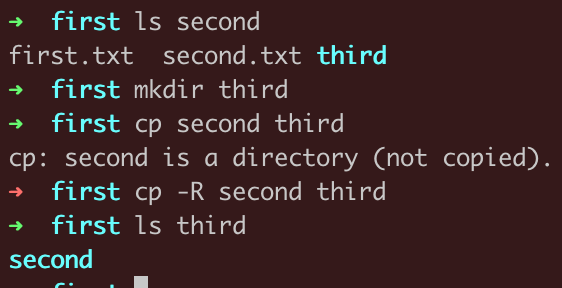 ➜ first ls second
first.txt second.txt third
➜ first mkdir third
➜ first cp second third
cp: second is a directory (not copied).
➜ first cp -R second third
➜ first ls third
second
first